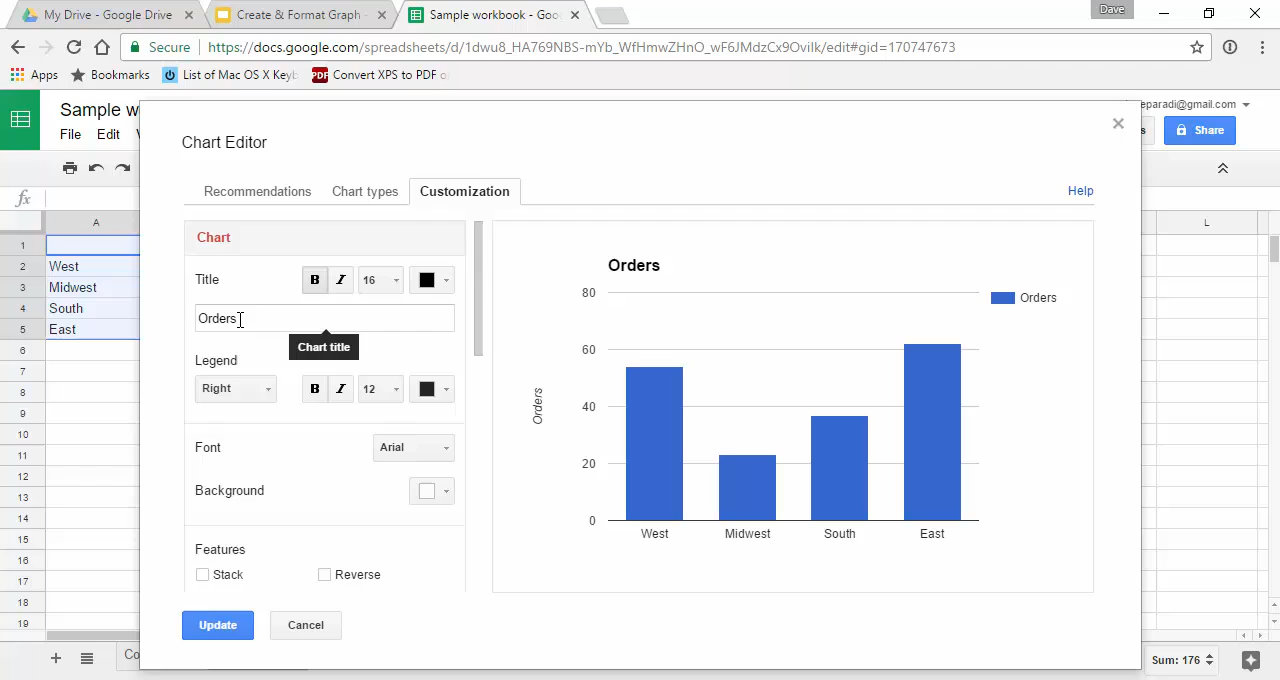 My Drive - Google Drive
Create & Format Graph -
Sample workbook - Goo
Dave
Secure
https://docs.google.com/spreadsheets/d/1dvu8_HA769NBS-mYb_WfHmwZHnO_wF6JMdzCx9Ovilk/edit#gid=170747673
Apps
Bookmarks
List of Mac OS X Keyb
PDF
Convert XPS to PDF o
Sample w
eparadi@gmail.com
File
Edit
Share
Chart Editor
Recommendations
Chart types
Customization
Help
fx
A
L
1
2 West
3 Midwest
4 South
5 East
6
7
8
9
10
11
12
13
14
15
16
17
18
19
Chart
Title
B
I
16
Orders
Chart title
Legend
Right
B
I
12
Font
Arial
Background
Features
Stack
Reverse
Update
Cancel
Orders
Orders
80
60
40
20
0
Orders
West
Midwest
South
East
Co
Sum: 176